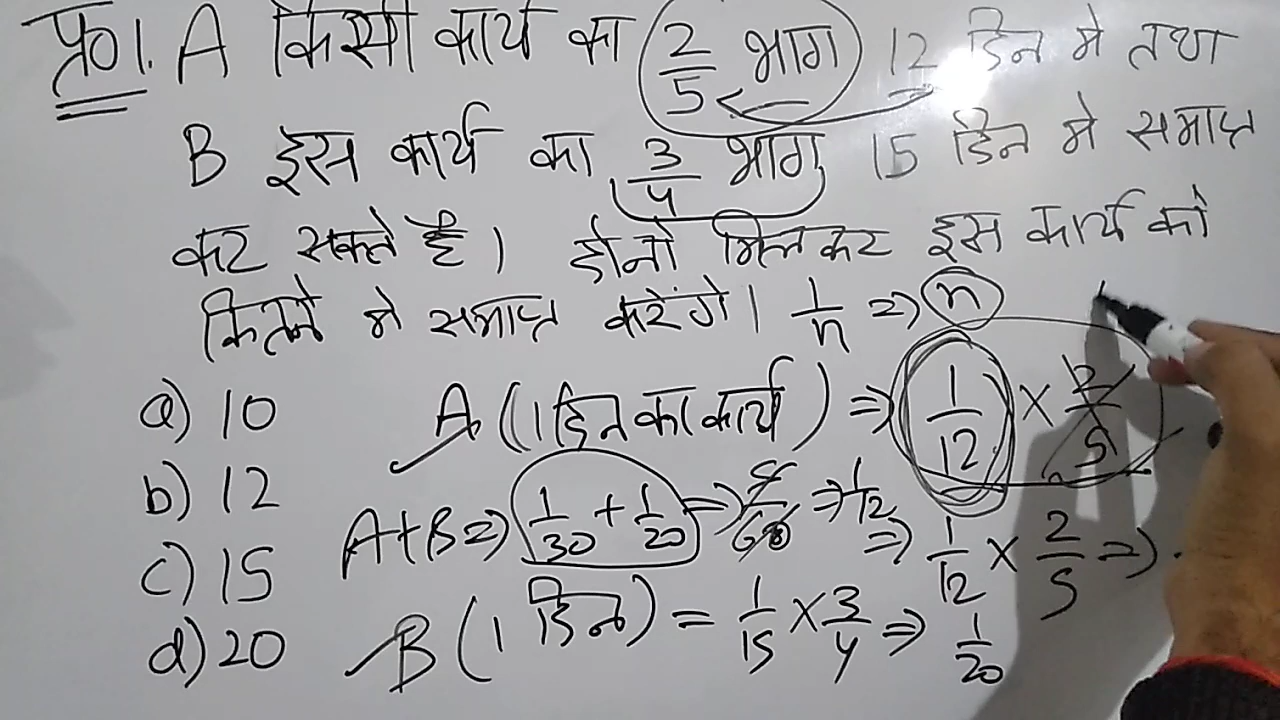 प्र01. A किसी कार्य का 2/5 भाग 12 दिन मे तथा
B इस कार्य का 3/4 भाग 15 दिन मे समाप्त
कर सकते है। दोनो मिलकर इस कार्य को
कितने मे समाप्त करेंगे। 1/n => n
a) 10
A (1 दिन का कार्य) => 1/12 × 2/5
b) 12
A+B => 1/30 + 1/20 => 5/60 => 1/12
=> 1/12 × 2/5 =>
c) 15
B (1 दिन) = 1/15 × 3/4 => 1/20
d) 20